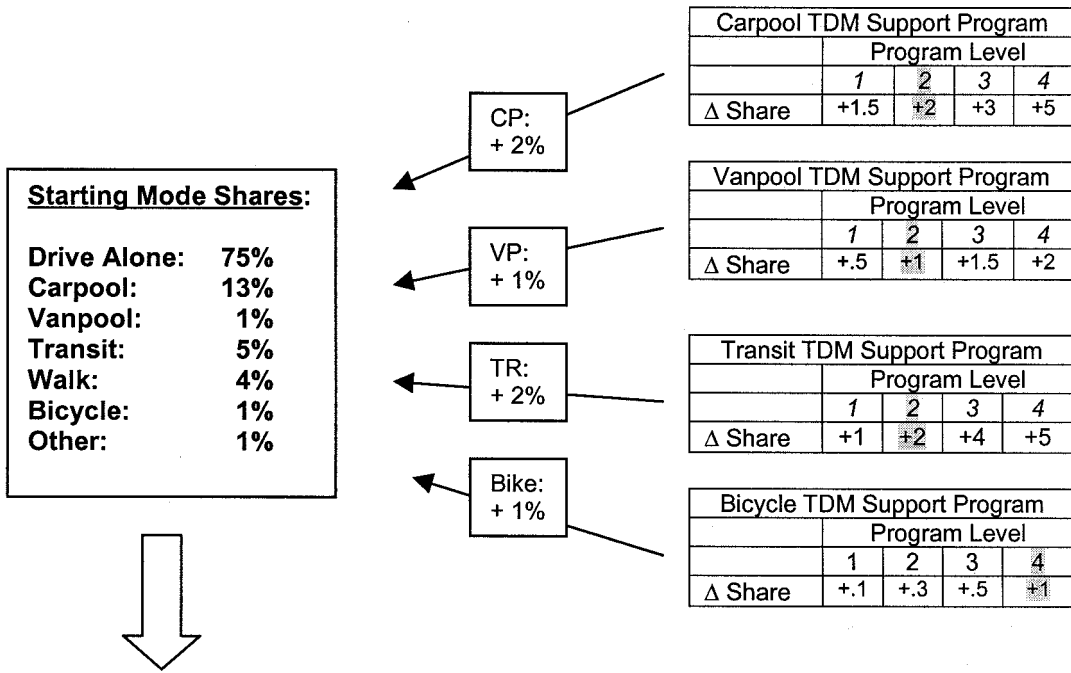 Starting Mode Shares:
Drive Alone: 75%
Carpool: 13%
Vanpool: 1%
Transit: 5%
Walk: 4%
Bicycle: 1%
Other: 1%
CP:
+ 2%
VP:
+ 1%
TR:
+ 2%
Bike:
+ 1%
Carpool TDM Support Program
Program Level
1 2 3 4
Δ Share +1.5 +2 +3 +5
Vanpool TDM Support Program
Program Level
1 2 3 4
Δ Share +.5 +1 +1.5 +2
Transit TDM Support Program
Program Level
1 2 3 4
Δ Share +1 +2 +4 +5
Bicycle TDM Support Program
Program Level
1 2 3 4
Δ Share +.1 +.3 +.5 +1